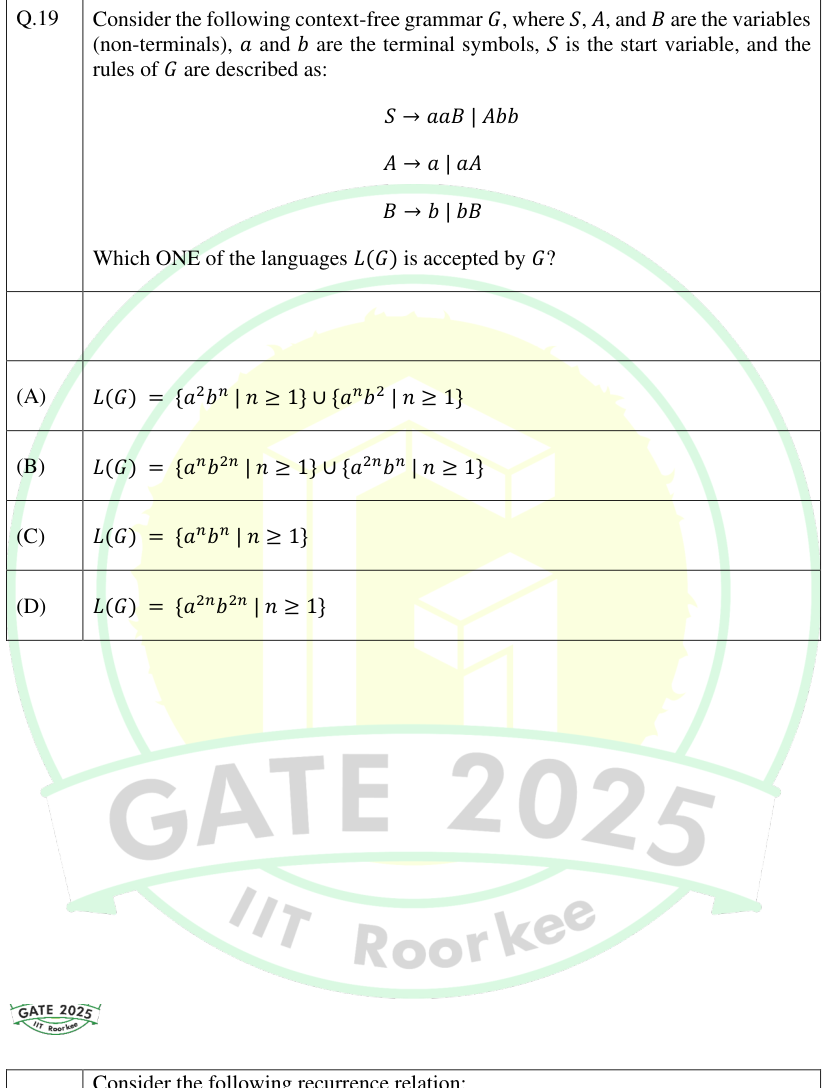 Q.19 Consider the following context-free grammar G, where S, A, and B are the variables
(non-terminals), a and b are the terminal symbols, S is the start variable, and the
rules of G are described as:
S → aaB | Abb
A → a | aA
B → b | bB
Which ONE of the languages L(G) is accepted by G?
(A) L(G) = {a²bⁿ | n ≥ 1} ∪ {aⁿb² | n ≥ 1}
(B) L(G) = {aⁿb²ⁿ | n ≥ 1} ∪ {a²ⁿbⁿ | n ≥ 1}
(C) L(G) = {aⁿbⁿ | n ≥ 1}
(D) L(G) = {a²ⁿb²ⁿ | n ≥ 1}
GATE 2025
IIT Roorkee
GATE 2025
IIT Roorkee
Consider the following recurrence relation: